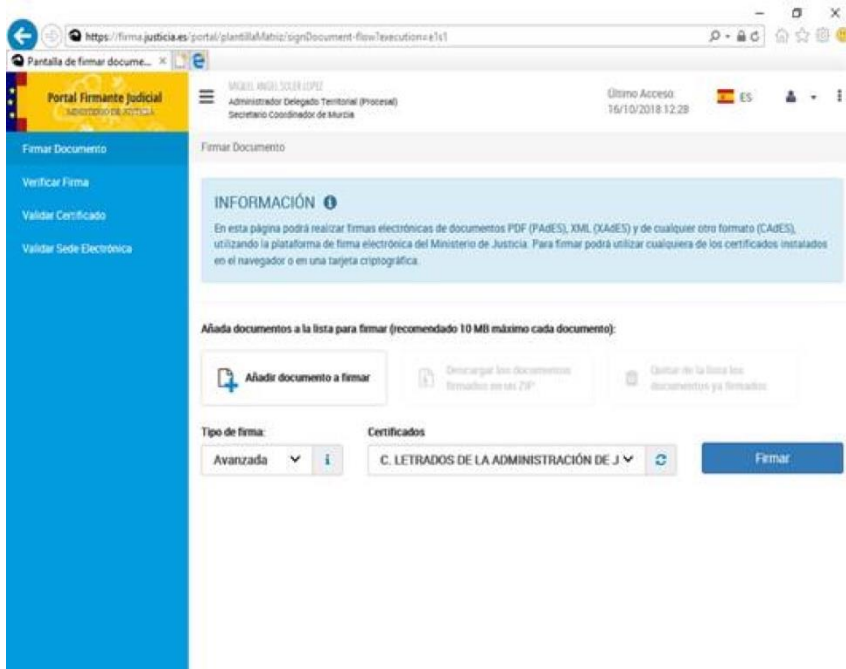 https://firma.justicia.es/portal/plantillaMatriz/signDocument-flow?execution=e1s1
Pantalla de firmar docume...
Portal Firmante Judicial
MINISTERIO DE JUSTICIA
MIGUEL ANGEL SOLER LOPEZ
Administrador Delegado Territorial (Procesal)
Secretario Coordinador de Murcia
Último Acceso:
16/10/2018 12:28
ES
Firmar Documento
Verificar Firma
Validar Certificado
Validar Sede Electrónica
Firmar Documento
INFORMACIÓN
En esta página podrá realizar firmas electrónicas de documentos PDF (PAdES), XML (XAdES) y de cualquier otro formato (CAdES),
utilizando la plataforma de firma electrónica del Ministerio de Justicia. Para firmar podrá utilizar cualquiera de los certificados instalados
en el navegador o en una tarjeta criptográfica.
Añada documentos a la lista para firmar (recomendado 10 MB máximo cada documento):
Añadir documento a firmar
Descargar los documentos
firmados en un ZIP
Quitar de la lista los
documentos ya firmados
Tipo de firma:
Certificados
Avanzada
C. LETRADOS DE LA ADMINISTRACIÓN DE J
Firmar